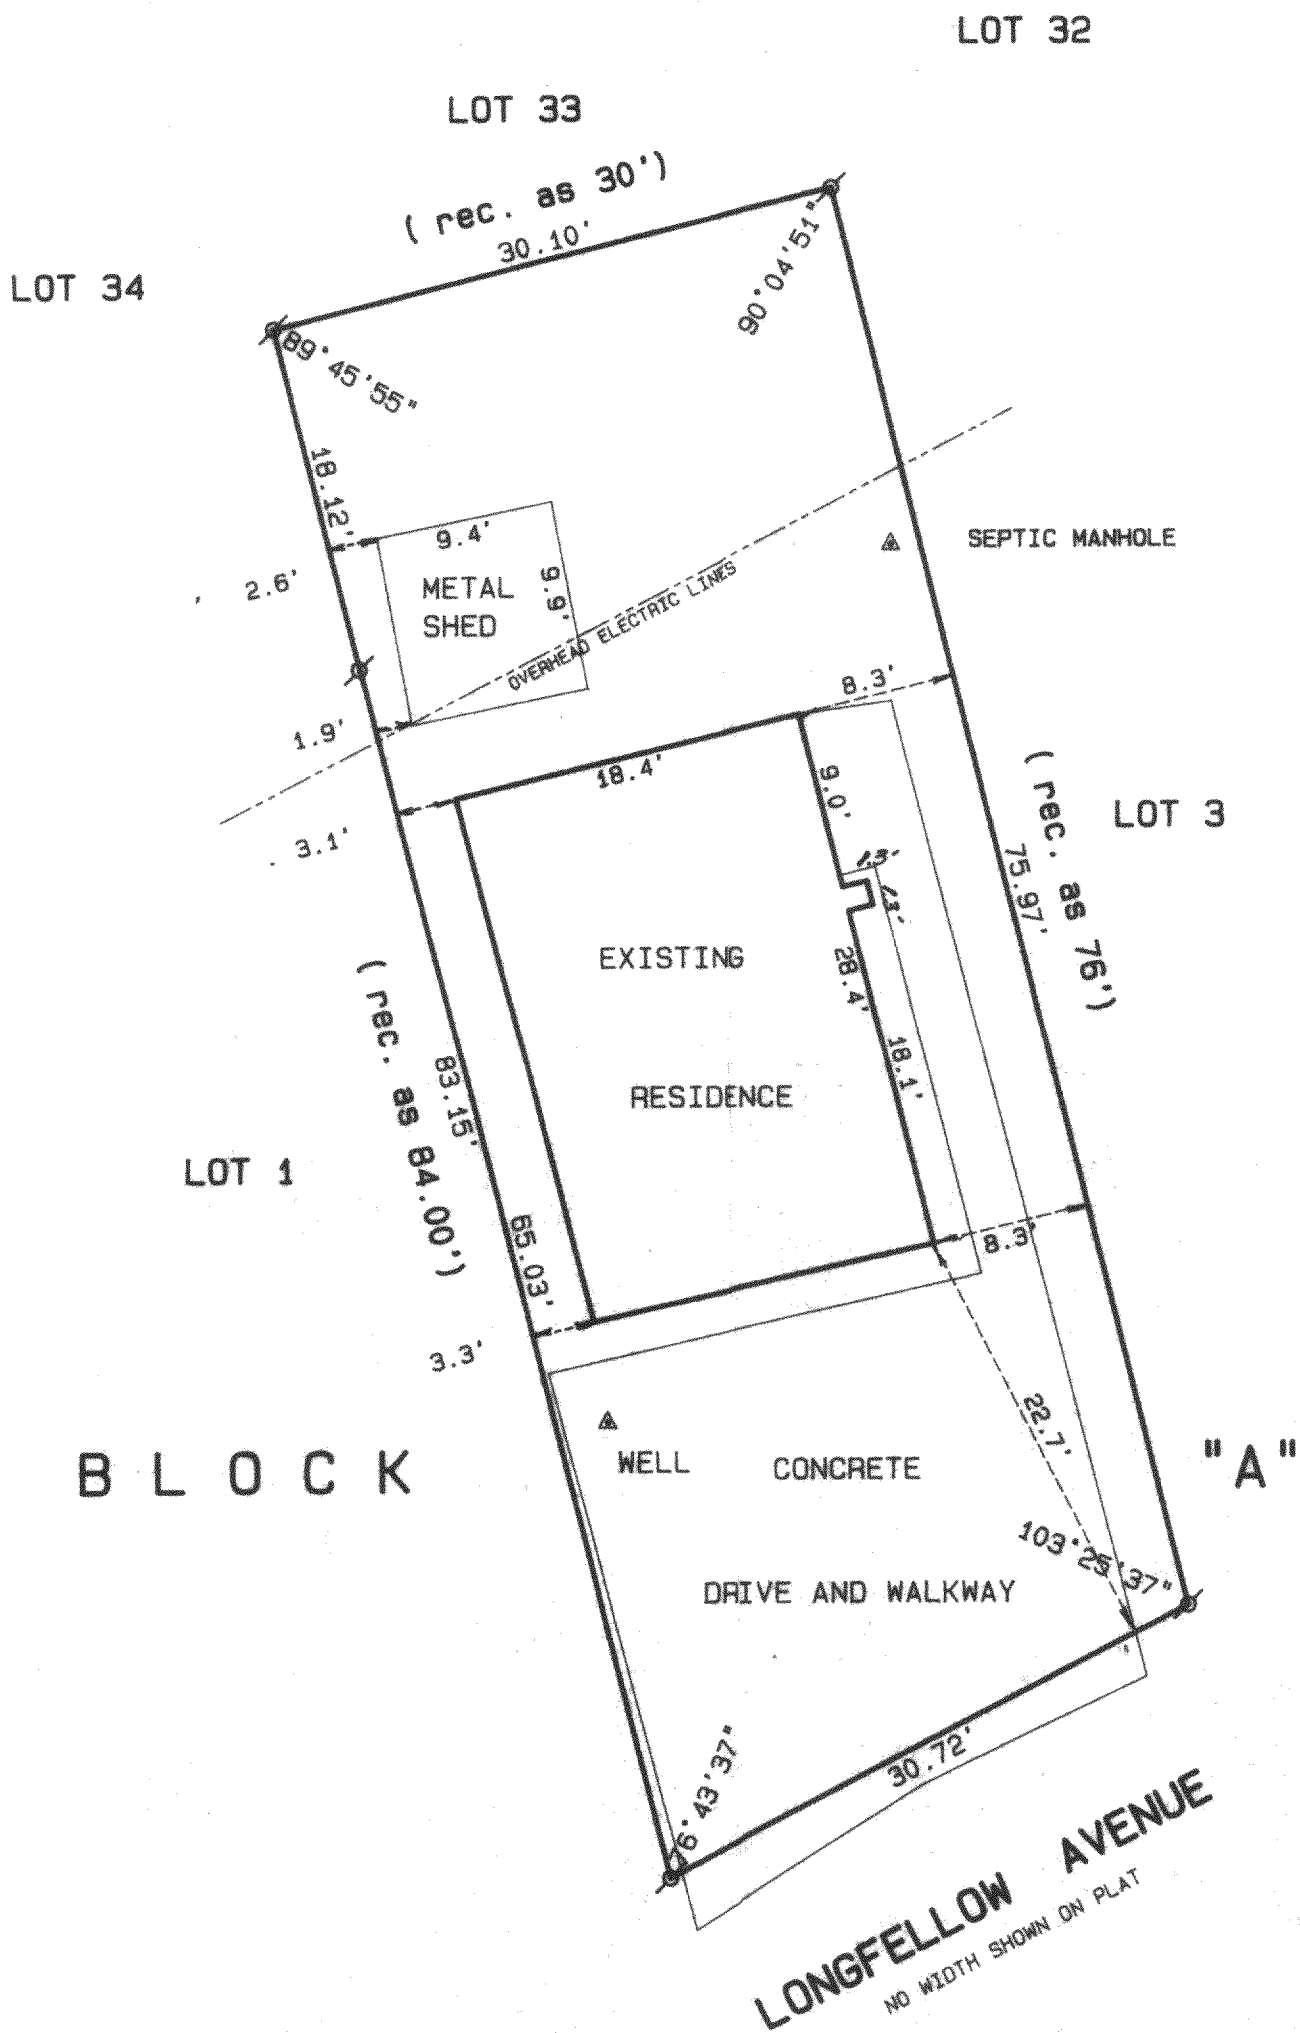 LOT 32
LOT 33
( rec. as 30')
30.10'
LOT 34
89°45'55"
90°04'51"
18.12'
9.4'
2.6'
METAL
SHED
9.9'
SEPTIC MANHOLE
OVERHEAD ELECTRIC LINES
8.3'
1.9'
18.4'
9.0'
3.1'
( rec. as 76')
75.97'
LOT 3
1.3'
1.3'
EXISTING
28.4'
RESIDENCE
18.1'
( rec. as 84.00')
83.15'
LOT 1
65.03'
8.3'
3.3'
22.7'
BLOCK
"A"
WELL
CONCRETE
DRIVE AND WALKWAY
103°25'37"
76°43'37"
30.72'
LONGFELLOW AVENUE
NO WIDTH SHOWN ON PLAT